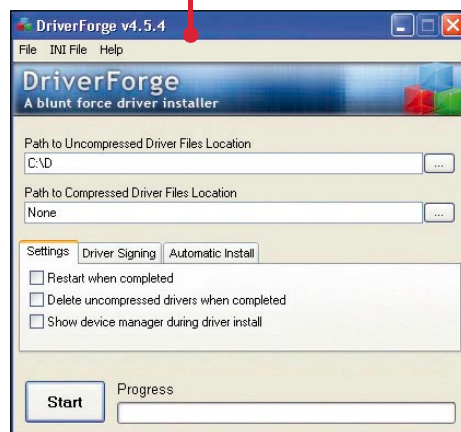 DriverForge v4.5.4
File INI File Help
DriverForge
A blunt force driver installer
Path to Uncompressed Driver Files Location
C:\D
...
Path to Compressed Driver Files Location
None
...
Settings Driver Signing Automatic Install
Restart when completed
Delete uncompressed drivers when completed
Show device manager during driver install
Start
Progress